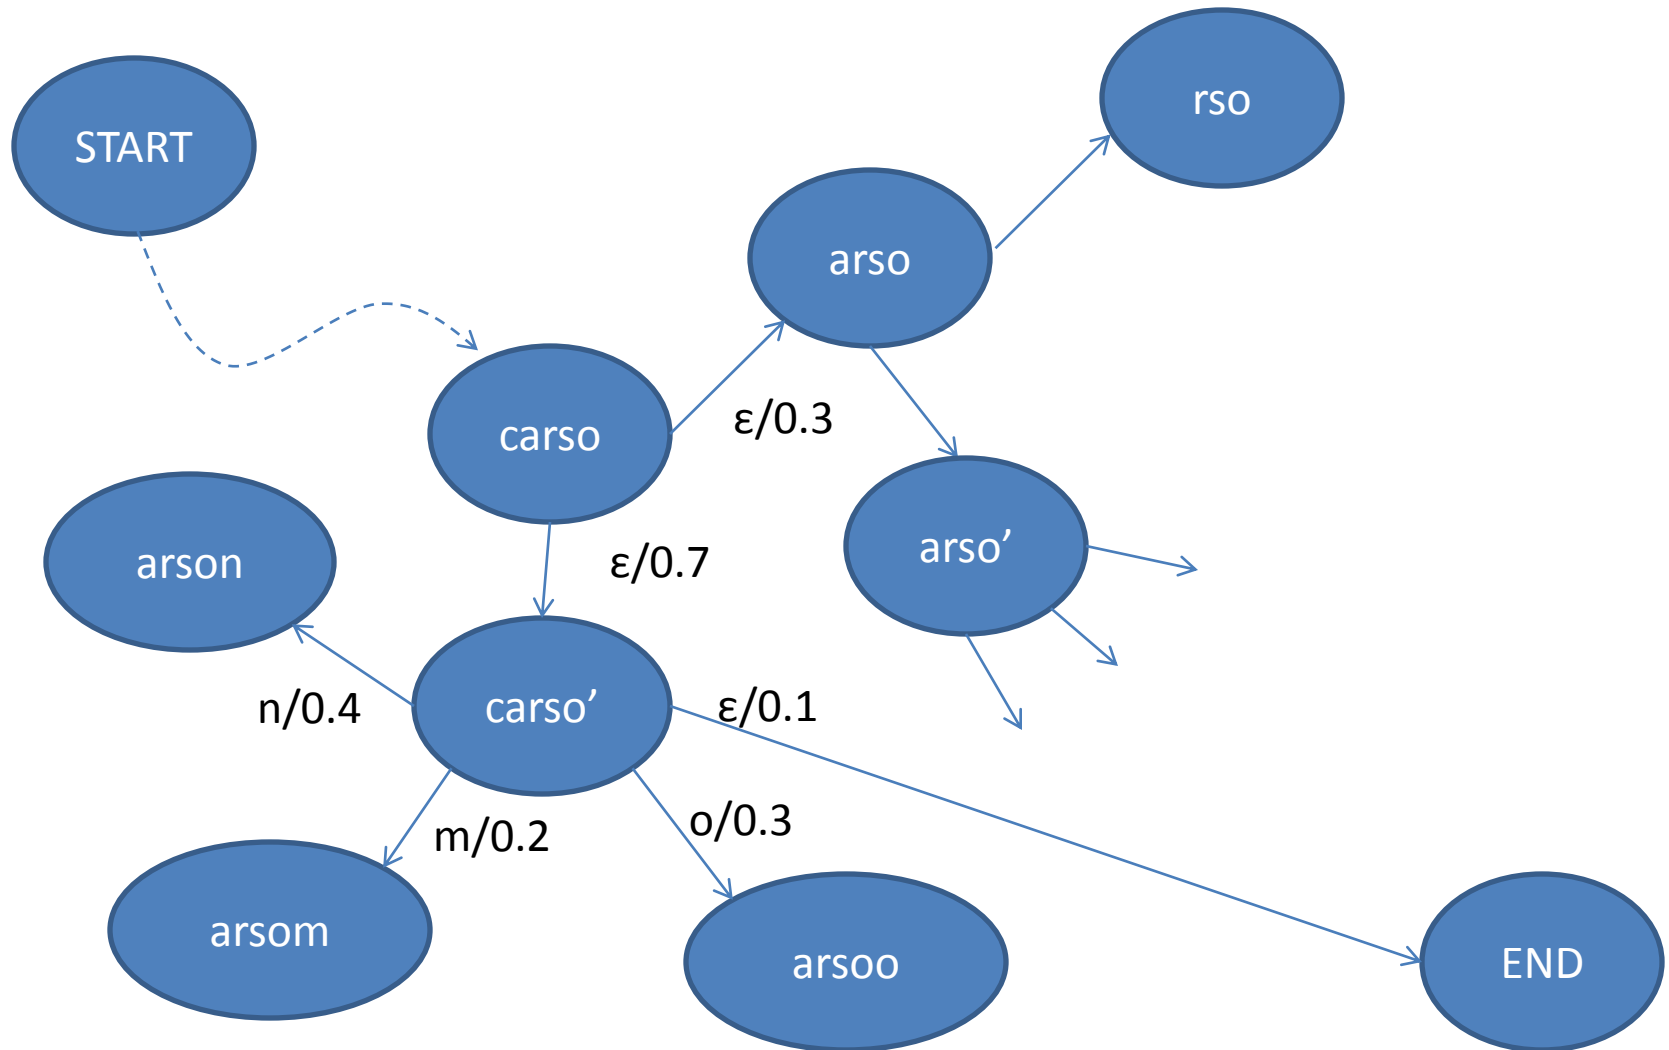 rso
START
arso
ε/0.3
carso
arso’
ε/0.7
arson
n/0.4
carso’
ε/0.1
m/0.2
o/0.3
arsom
arsoo
END